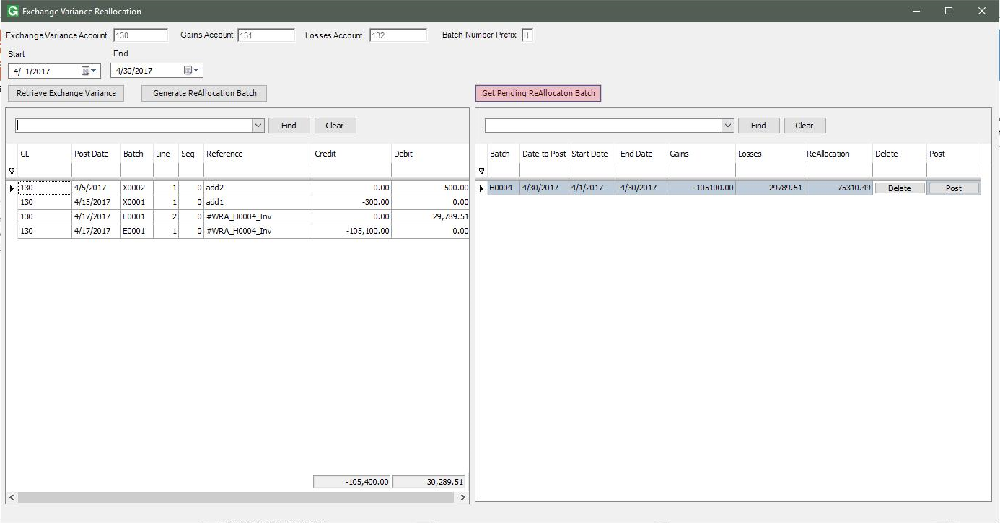 G Exchange Variance Reallocation
Exchange Variance Account 130 Gains Account 131 Losses Account 132 Batch Number Prefix H
Start End
4/ 1/2017 4/30/2017
Retrieve Exchange Variance Generate ReAllocation Batch Get Pending ReAllocaton Batch
Find Clear Find Clear
GL Post Date Batch Line Seq Reference Credit Debit Batch Date to Post Start Date End Date Gains Losses ReAllocation Delete Post
130 4/5/2017 X0002 1 0 add2 0.00 500.00 H0004 4/30/2017 4/1/2017 4/30/2017 -105100.00 29789.51 75310.49 Delete Post
130 4/15/2017 X0001 1 0 add1 -300.00 0.00
130 4/17/2017 E0001 2 0 #WRA_H0004_Inv 0.00 29,789.51
130 4/17/2017 E0001 1 0 #WRA_H0004_Inv -105,100.00 0.00
-105,400.00 30,289.51